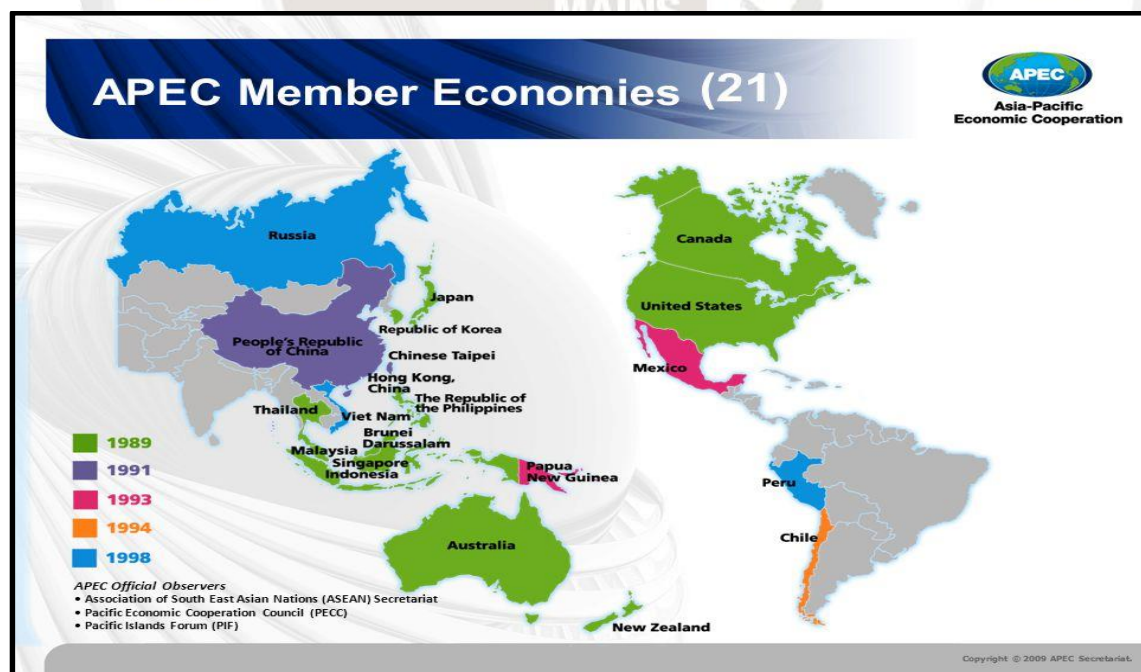 APEC Member Economies (21)
APEC
Asia-Pacific
Economic Cooperation
Russia
Canada
Japan
United States
Republic of Korea
People's Republic
of China
Chinese Taipei
Mexico
Hong Kong,
China
The Republic of
the Philippines
Thailand
Viet Nam
Brunei
Darussalam
Malaysia
Singapore
Indonesia
Papua
New Guinea
Peru
Chile
Australia
New Zealand
1989
1991
1993
1994
1998
APEC Official Observers
• Association of South East Asian Nations (ASEAN) Secretariat
• Pacific Economic Cooperation Council (PECC)
• Pacific Islands Forum (PIF)
Copyright © 2009 APEC Secretariat.